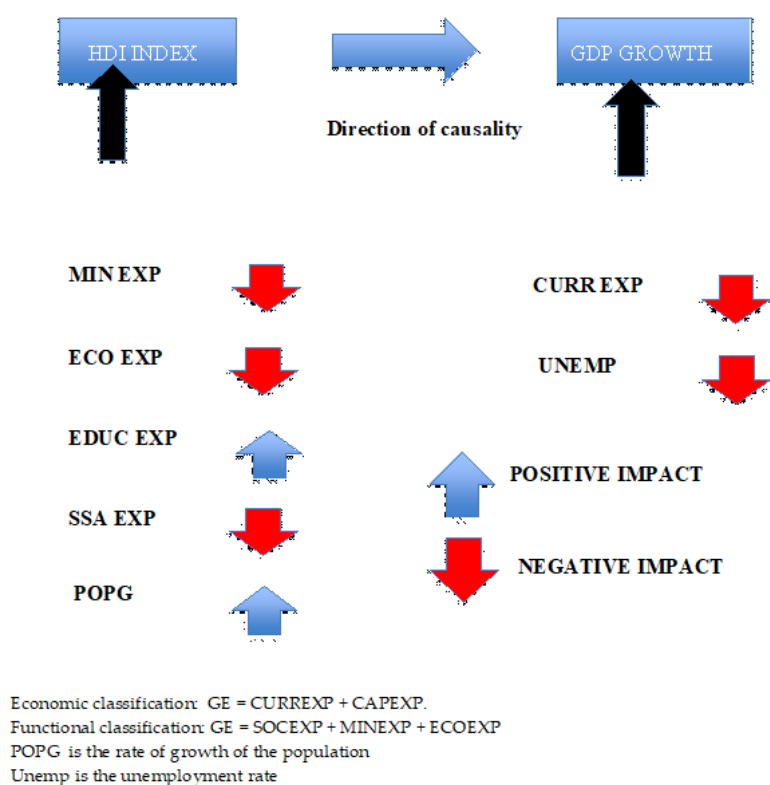 HDI INDEX
GDP GROWTH
Direction of causality
MIN EXP
CURR EXP
ECO EXP
UNEMP
EDUC EXP
POSITIVE IMPACT
SSA EXP
NEGATIVE IMPACT
POPG
Economic classification: GE = CURREXP + CAPEXP.
Functional classification: GE = SOCEXP + MINEXP + ECOEXP
POPG is the rate of growth of the population
Unemp is the unemployment rate